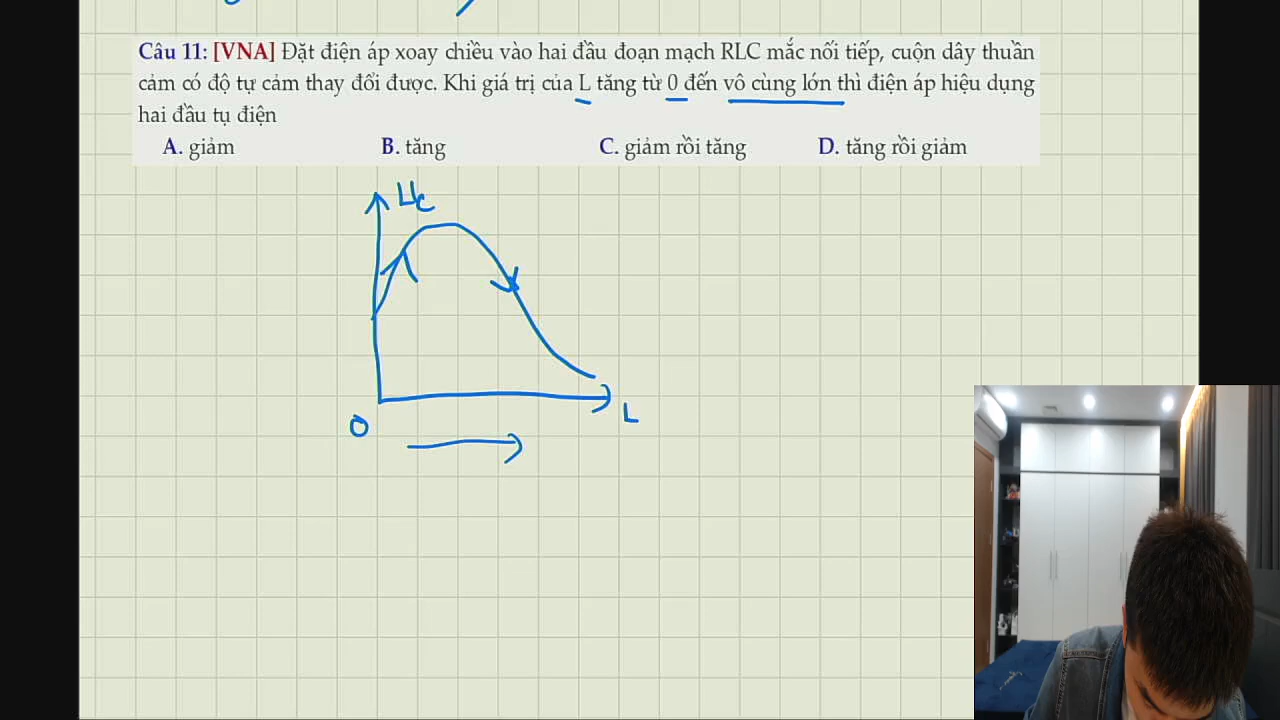 Câu 11: [VNA] Đặt điện áp xoay chiều vào hai đầu đoạn mạch RLC mắc nối tiếp, cuộn dây thuần
cảm có độ tự cảm thay đổi được. Khi giá trị của L tăng từ 0 đến vô cùng lớn thì điện áp hiệu dụng
hai đầu tụ điện
A. giảm B. tăng C. giảm rồi tăng D. tăng rồi giảm
Uc
O
L